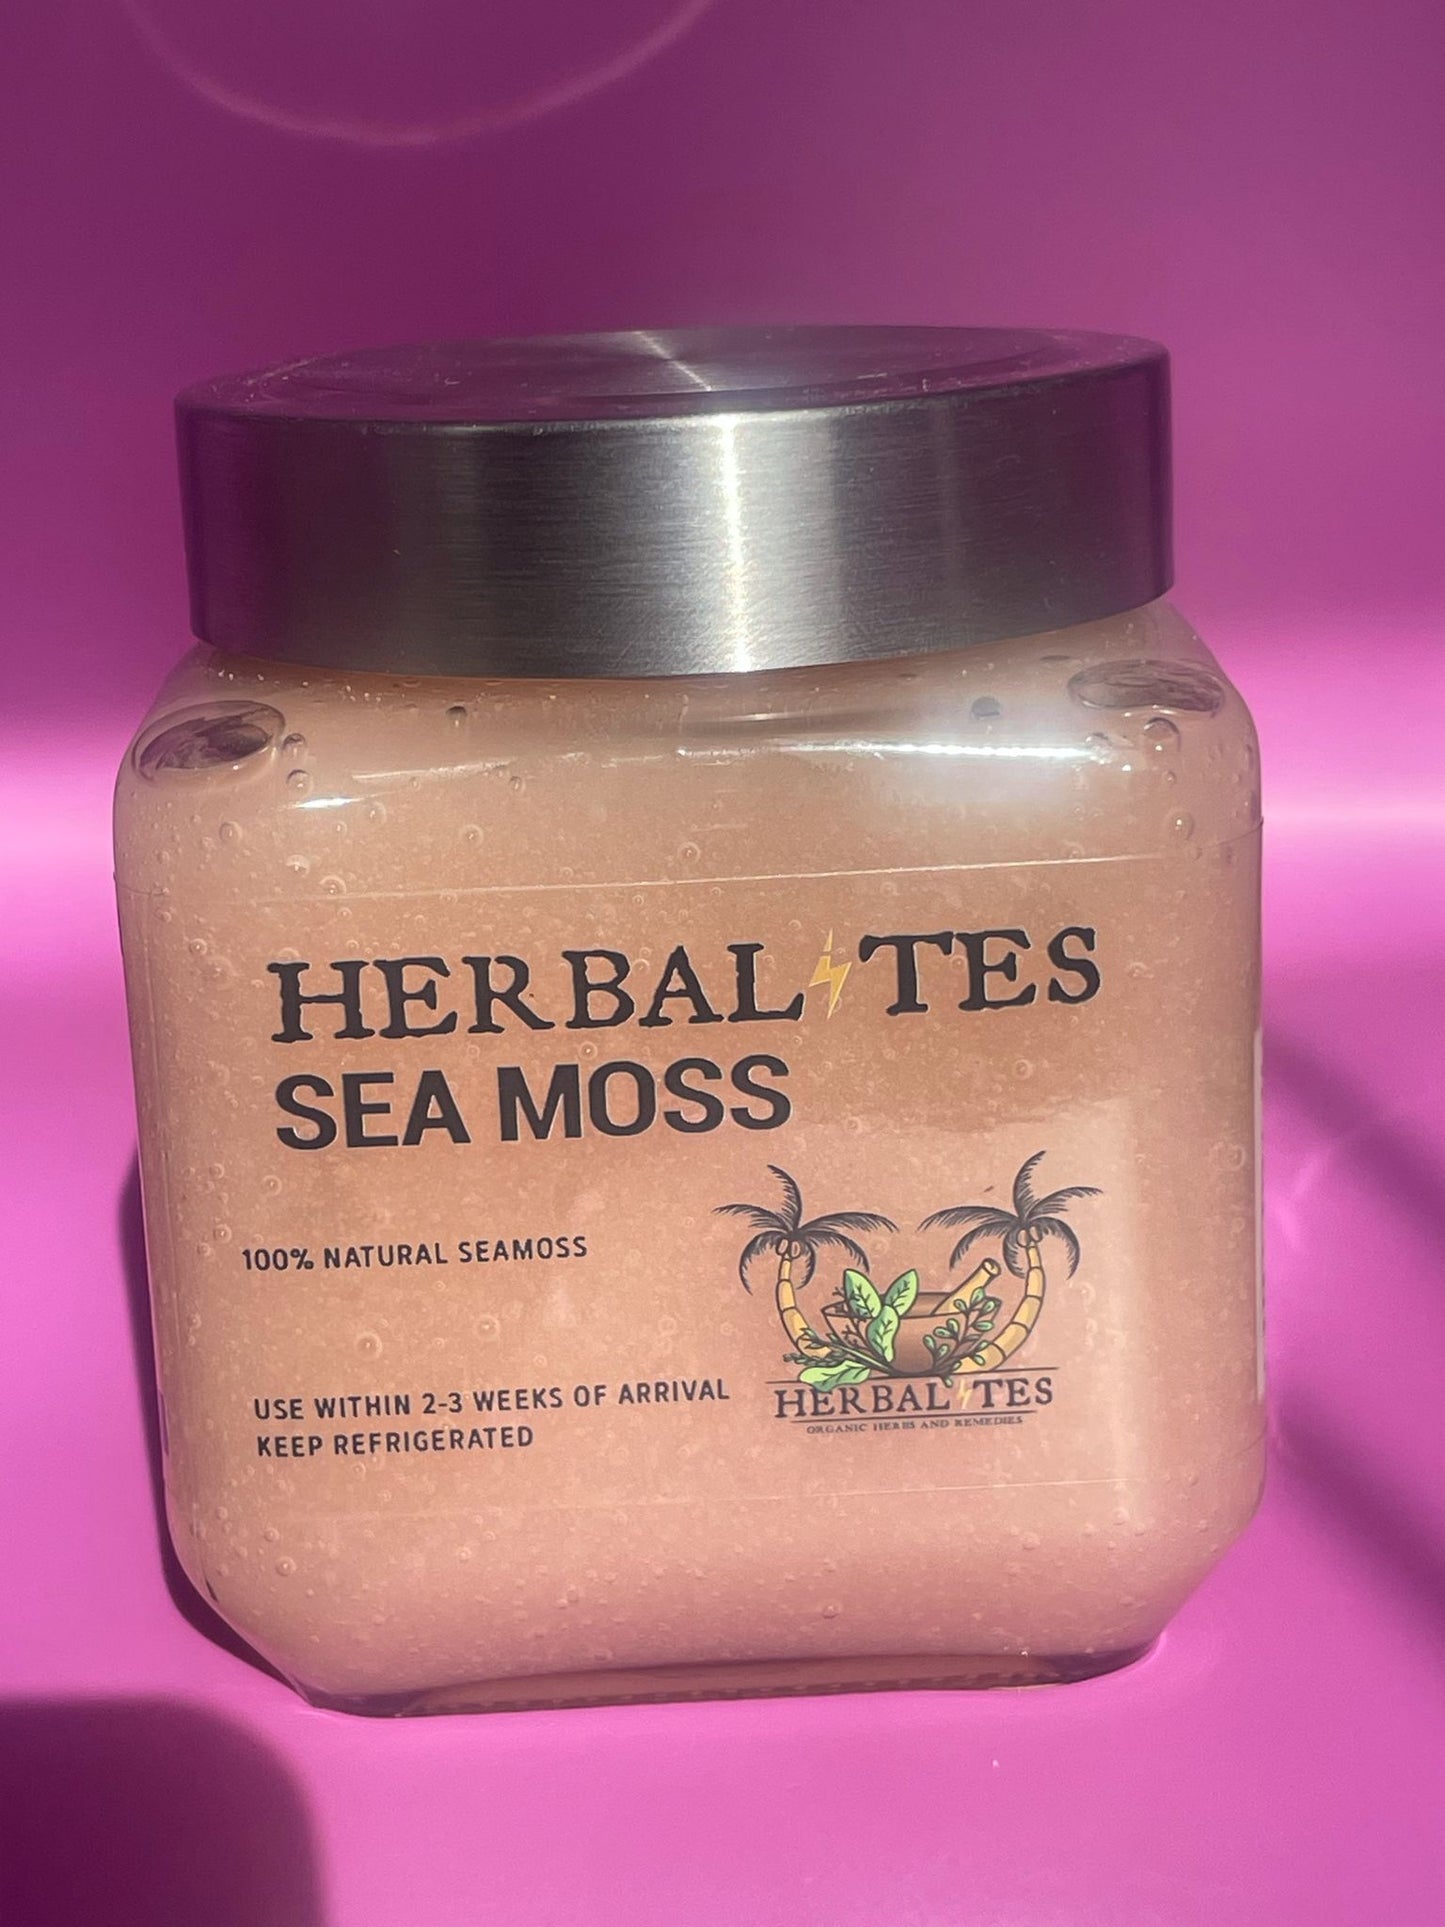 HERBAL⚡TES
SEA MOSS
100% NATURAL SEAMOSS
USE WITHIN 2-3 WEEKS OF ARRIVAL
KEEP REFRIGERATED
HERBAL⚡TES
ORGANIC HERBS AND REMEDIES